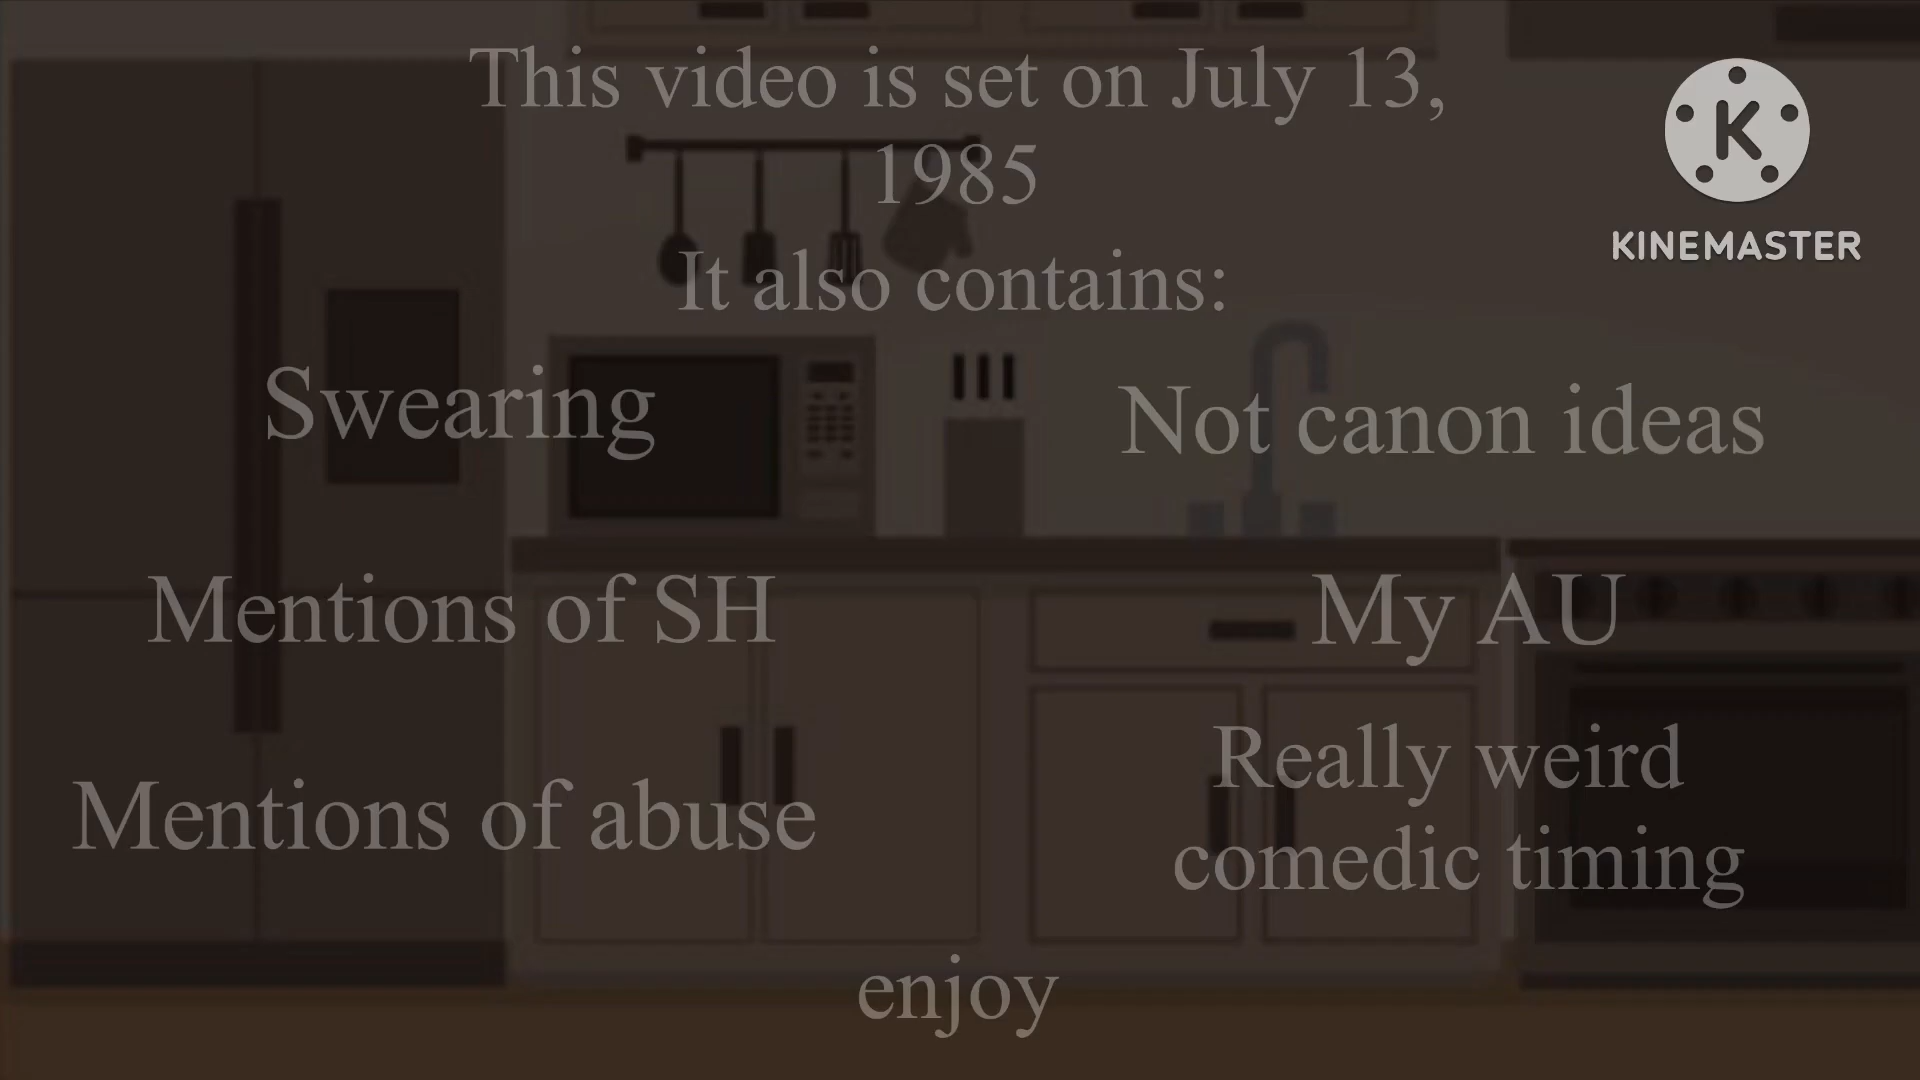 This video is set on July 13,
1985
It also contains:
Swearing
Not canon ideas
Mentions of SH
My AU
Mentions of abuse
Really weird
comedic timing
enjoy
K
KINEMASTER